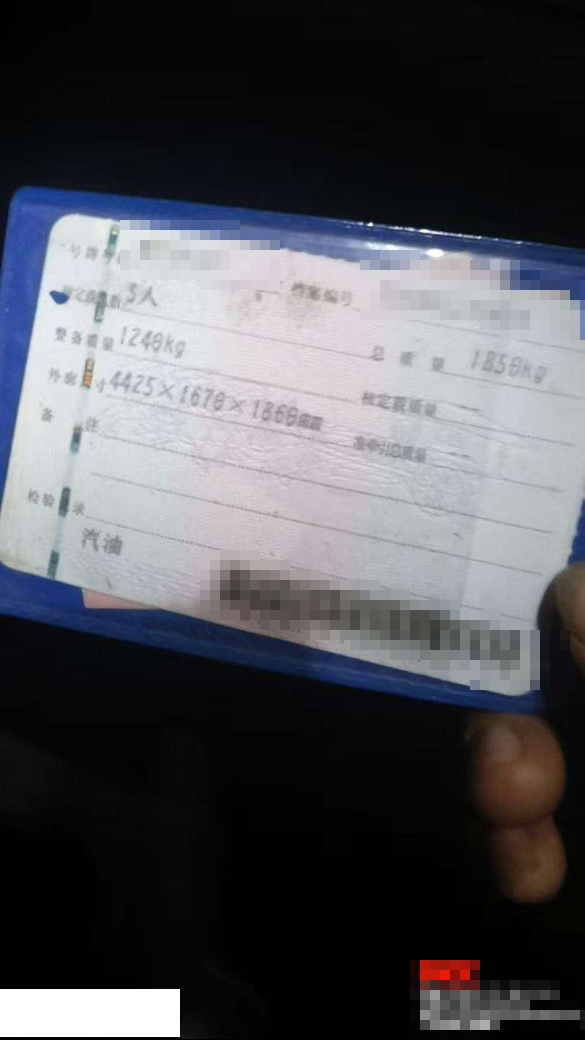 号牌号
档案编号
核定载人数 5人
整备质量 1240kg
总质量 1850kg
外廓尺寸 4425×1670×1860mm
核定载质量 --
备注
准牵引总质量 --
检验记录
汽油